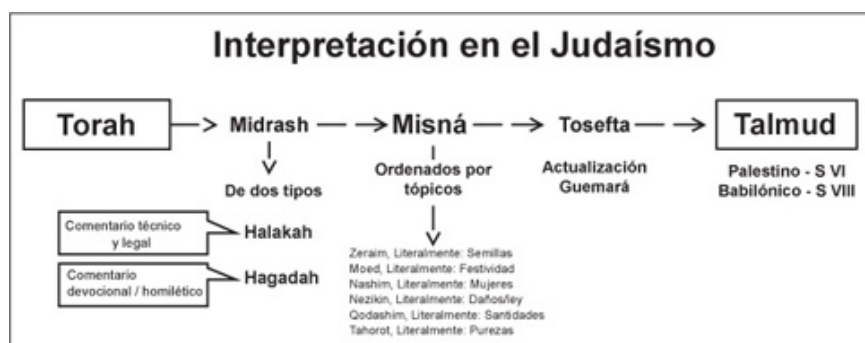 Interpretación en el Judaísmo
Torah
Midrash
Misná
Tosefta
Talmud
De dos tipos
Ordenados por
tópicos
Actualización
Guemará
Palestino - S VI
Babilónico - S VIII
Comentario técnico
y legal
Halakah
Comentario
devocional / homilético
Hagadah
Zeraim, Literalmente: Semillas
Moed, Literalmente: Festividad
Nashim, Literalmente: Mujeres
Nezikin, Literalmente: Daños/ley
Qodashim, Literalmente: Santidades
Tahorot, Literalmente: Purezas